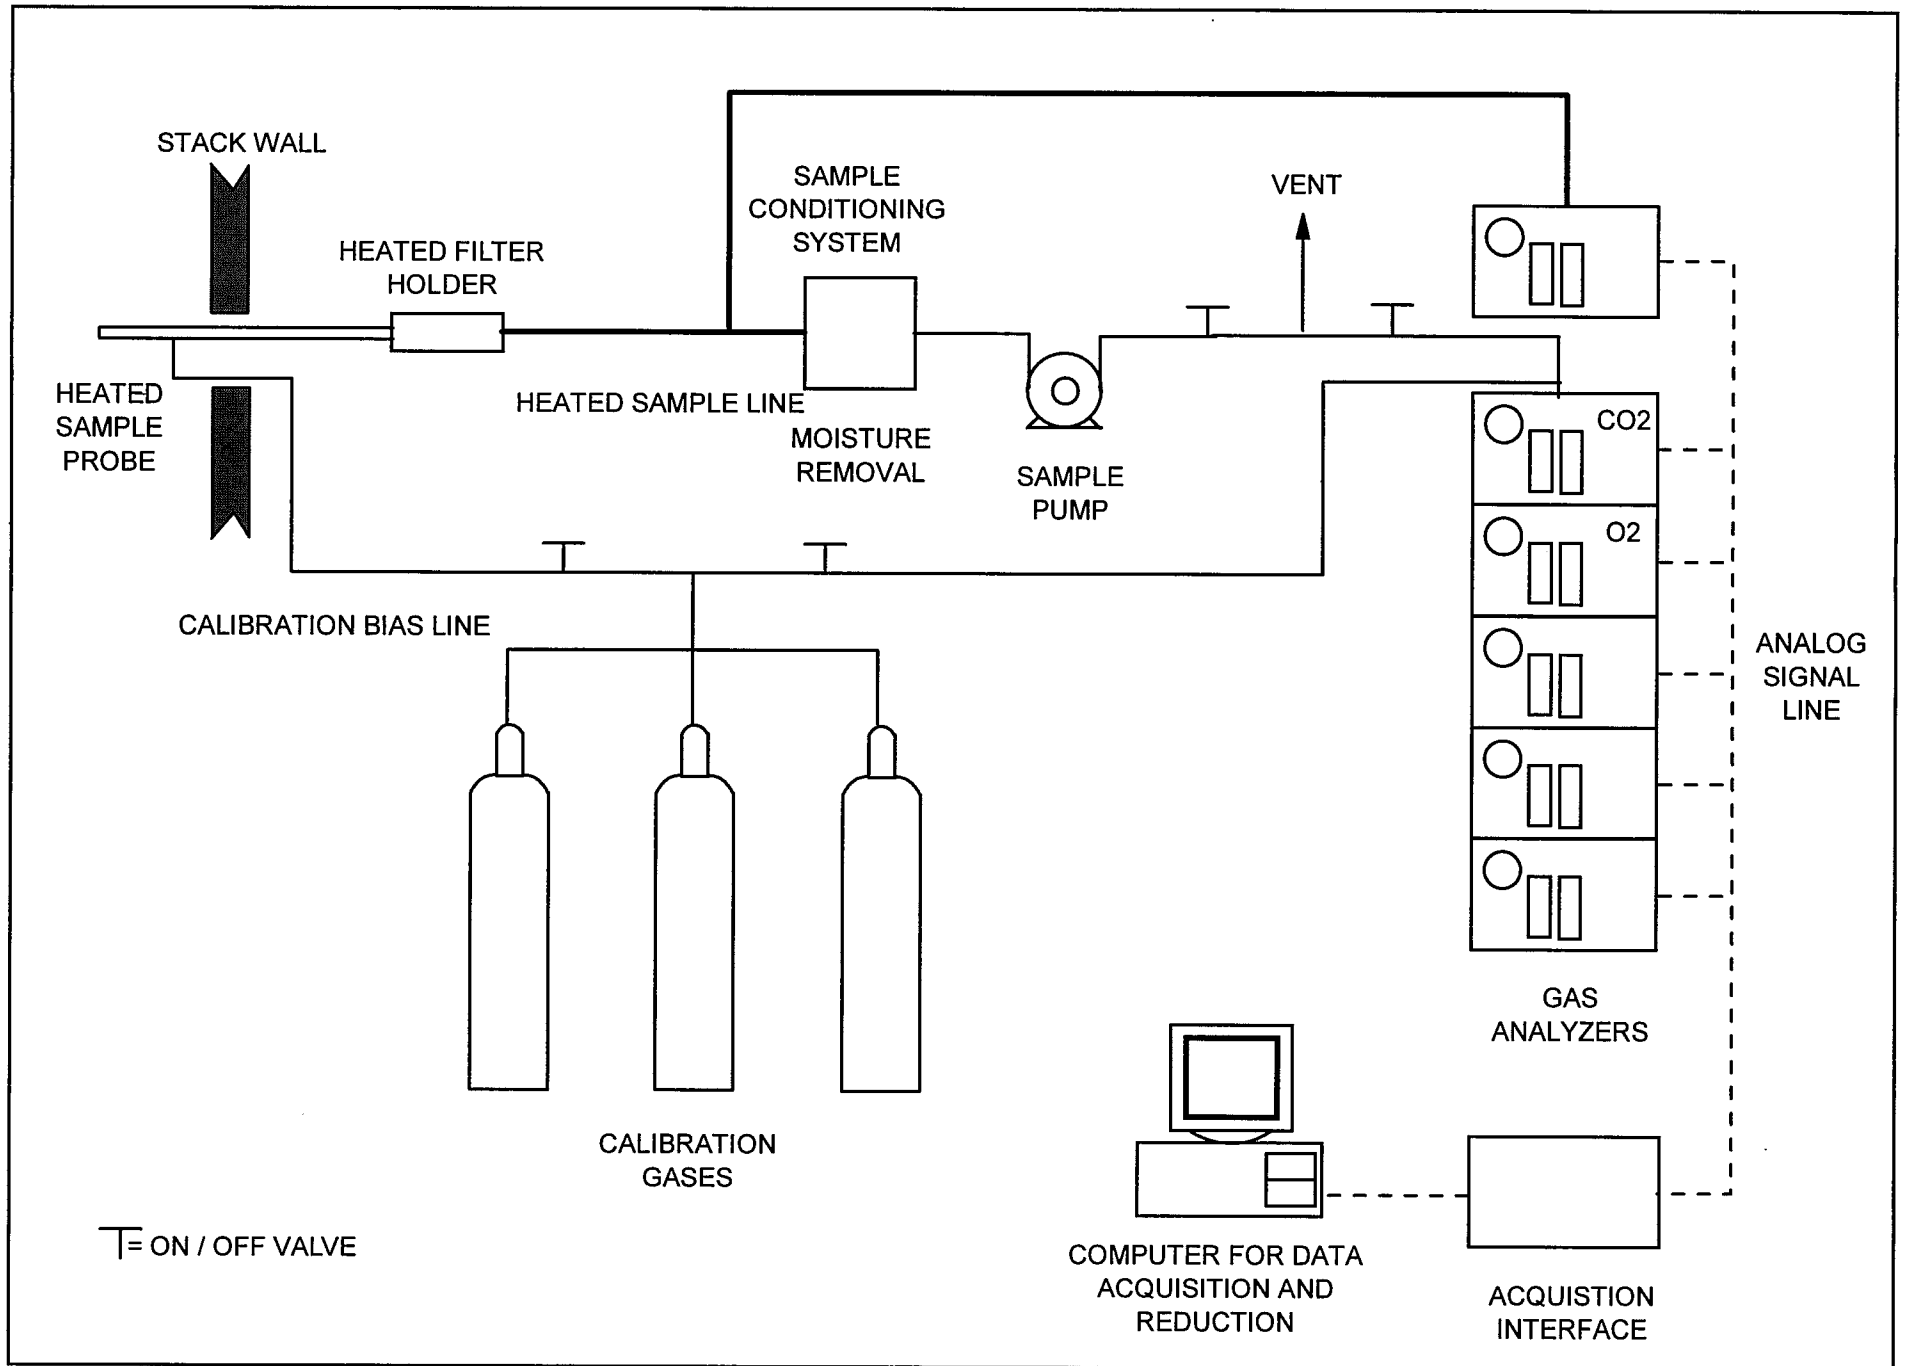 STACK WALL
HEATED FILTER
HOLDER
SAMPLE
CONDITIONING
SYSTEM
VENT
HEATED
SAMPLE
PROBE
HEATED SAMPLE LINE
MOISTURE
REMOVAL
SAMPLE
PUMP
CO2
O2
CALIBRATION BIAS LINE
ANALOG
SIGNAL
LINE
GAS
ANALYZERS
CALIBRATION
GASES
= ON / OFF VALVE
COMPUTER FOR DATA
ACQUISITION AND
REDUCTION
ACQUISTION
INTERFACE